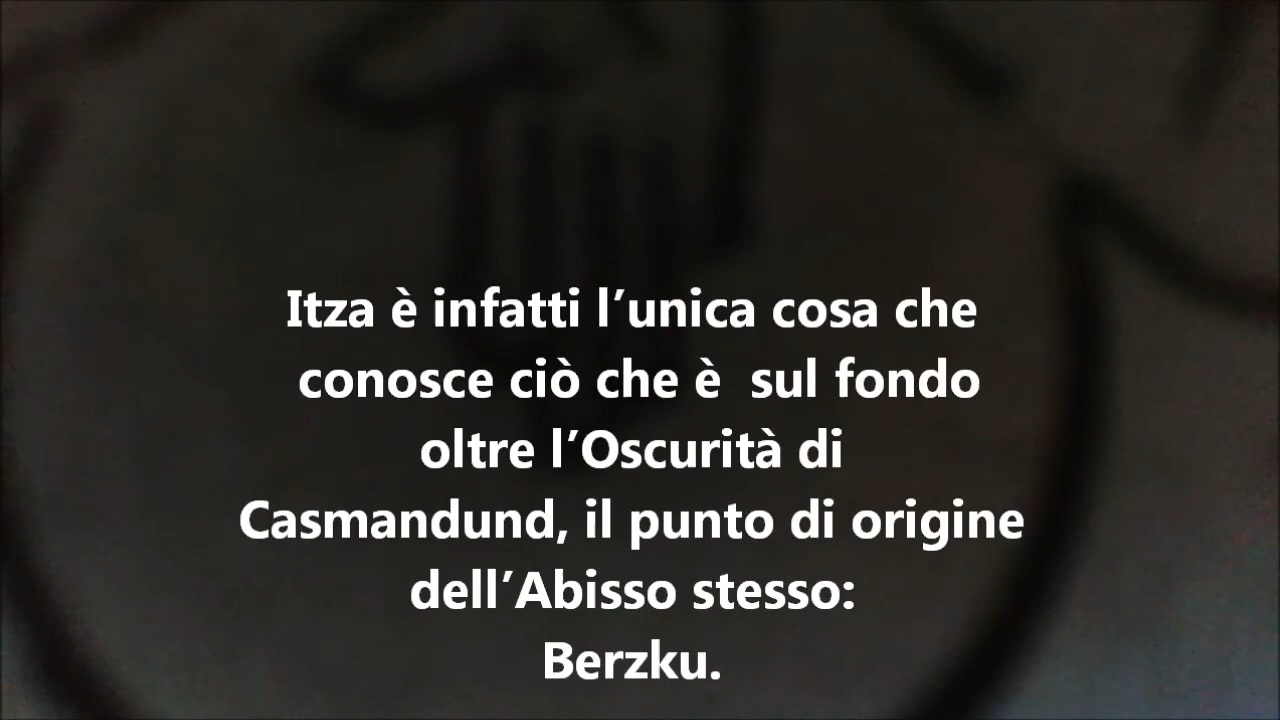 Itza è infatti l’unica cosa che
conosce ciò che è  sul fondo
oltre l’Oscurità di
Casmandund, il punto di origine
dell’Abisso stesso:
Berzku.